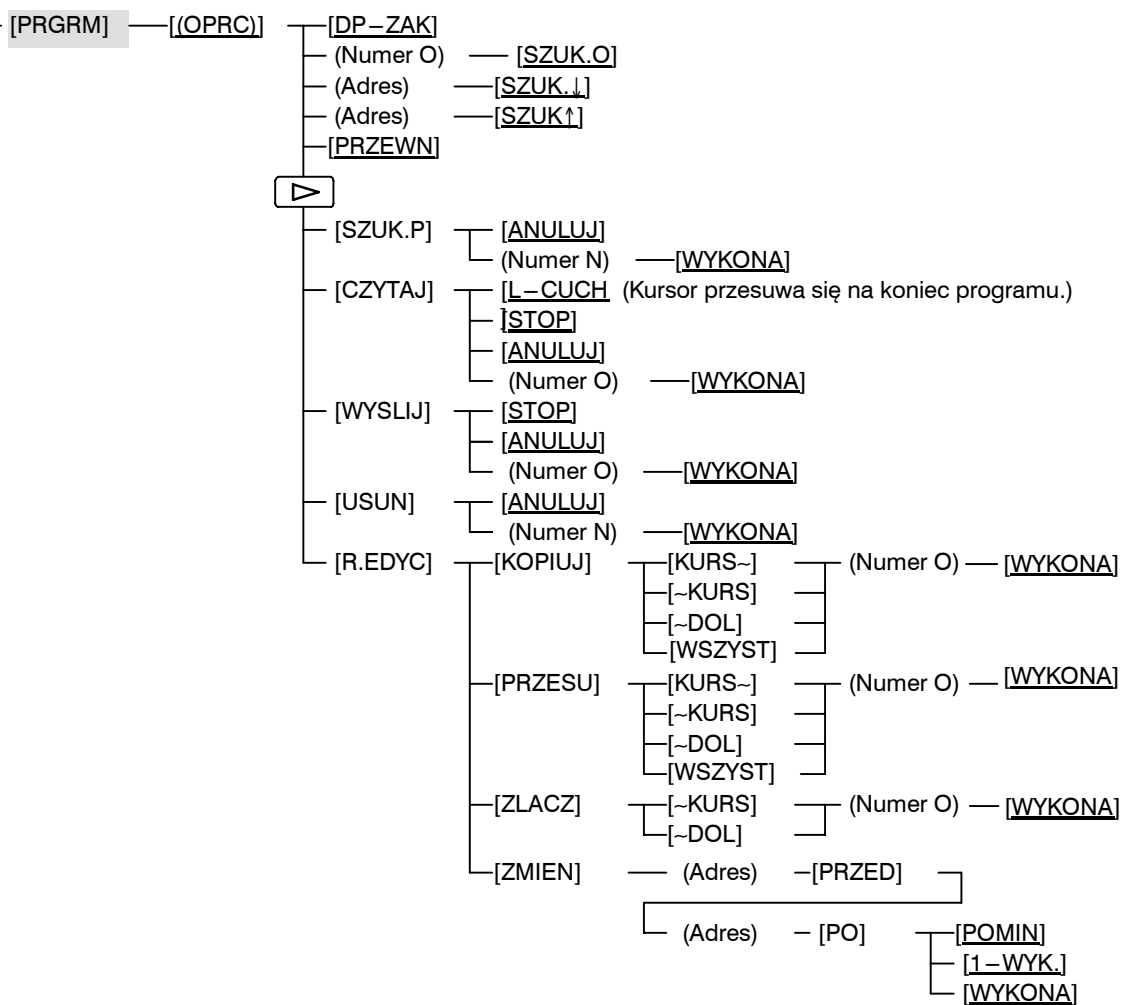 [PRGRM] [(OPRC)] [DP–ZAK]
(Numer O) [SZUK.O]
(Adres) [SZUK.↓]
(Adres) [SZUK↑]
[PRZEWN]
[SZUK.P] [ANULUJ]
(Numer N) [WYKONA]
[CZYTAJ] [L–CUCH (Kursor przesuwa się na koniec programu.)
][STOP]
[ANULUJ]
(Numer O) [WYKONA]
[WYSLIJ] [STOP]
[ANULUJ]
(Numer O) [WYKONA]
[USUN] [ANULUJ]
(Numer N) [WYKONA]
[R.EDYC] [KOPIUJ] [KURS~] (Numer O) [WYKONA]
[~KURS]
[~DOL]
[WSZYST]
[PRZESU] [KURS~] (Numer O) [WYKONA]
[~KURS]
[~DOL]
[WSZYST]
[ZLACZ] [~KURS] (Numer O) [WYKONA]
[~DOL]
[ZMIEN] (Adres) [PRZED]
(Adres) [PO] [POMIN]
[1–WYK.]
[WYKONA]